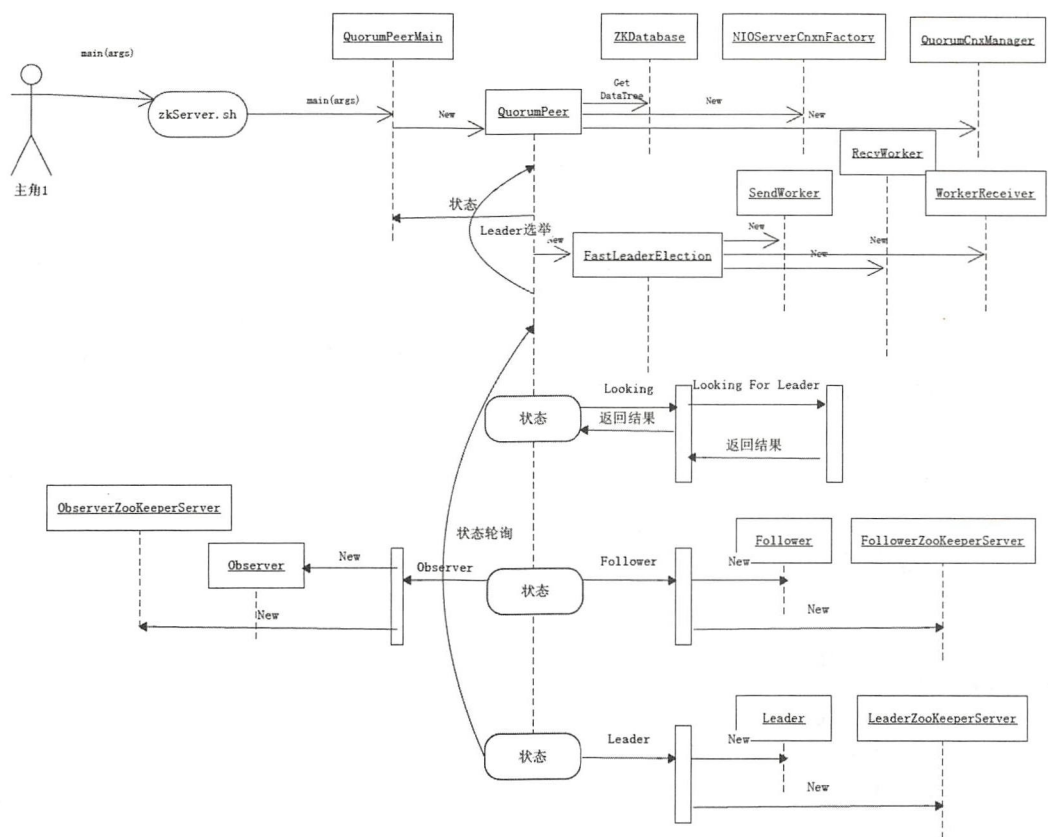 main(args)
QuorumPeerMain
ZKDatabase
NIOServerCnxnFactory
QuorumCnxManager
zkServer.sh
main(args)
New
QuorumPeer
Get
DataTree
New
New
主角1
RecvWorker
SendWorker
WorkerReceiver
状态
Leader选举
New
FastLeaderElection
New
New
New
Looking
Looking For Leader
状态
返回结果
返回结果
ObserverZooKeeperServer
状态轮询
Observer
New
Observer
状态
Follower
Follower
FollowerZooKeeperServer
New
New
New
Leader
LeaderZooKeeperServer
状态
Leader
New
New